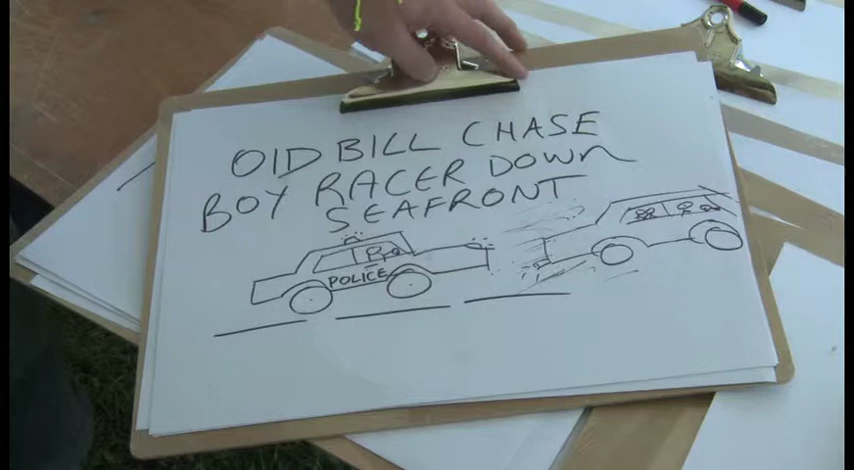 OLD BILL CHASE
BOY RACER DOWN
SEAFRONT
POLICE